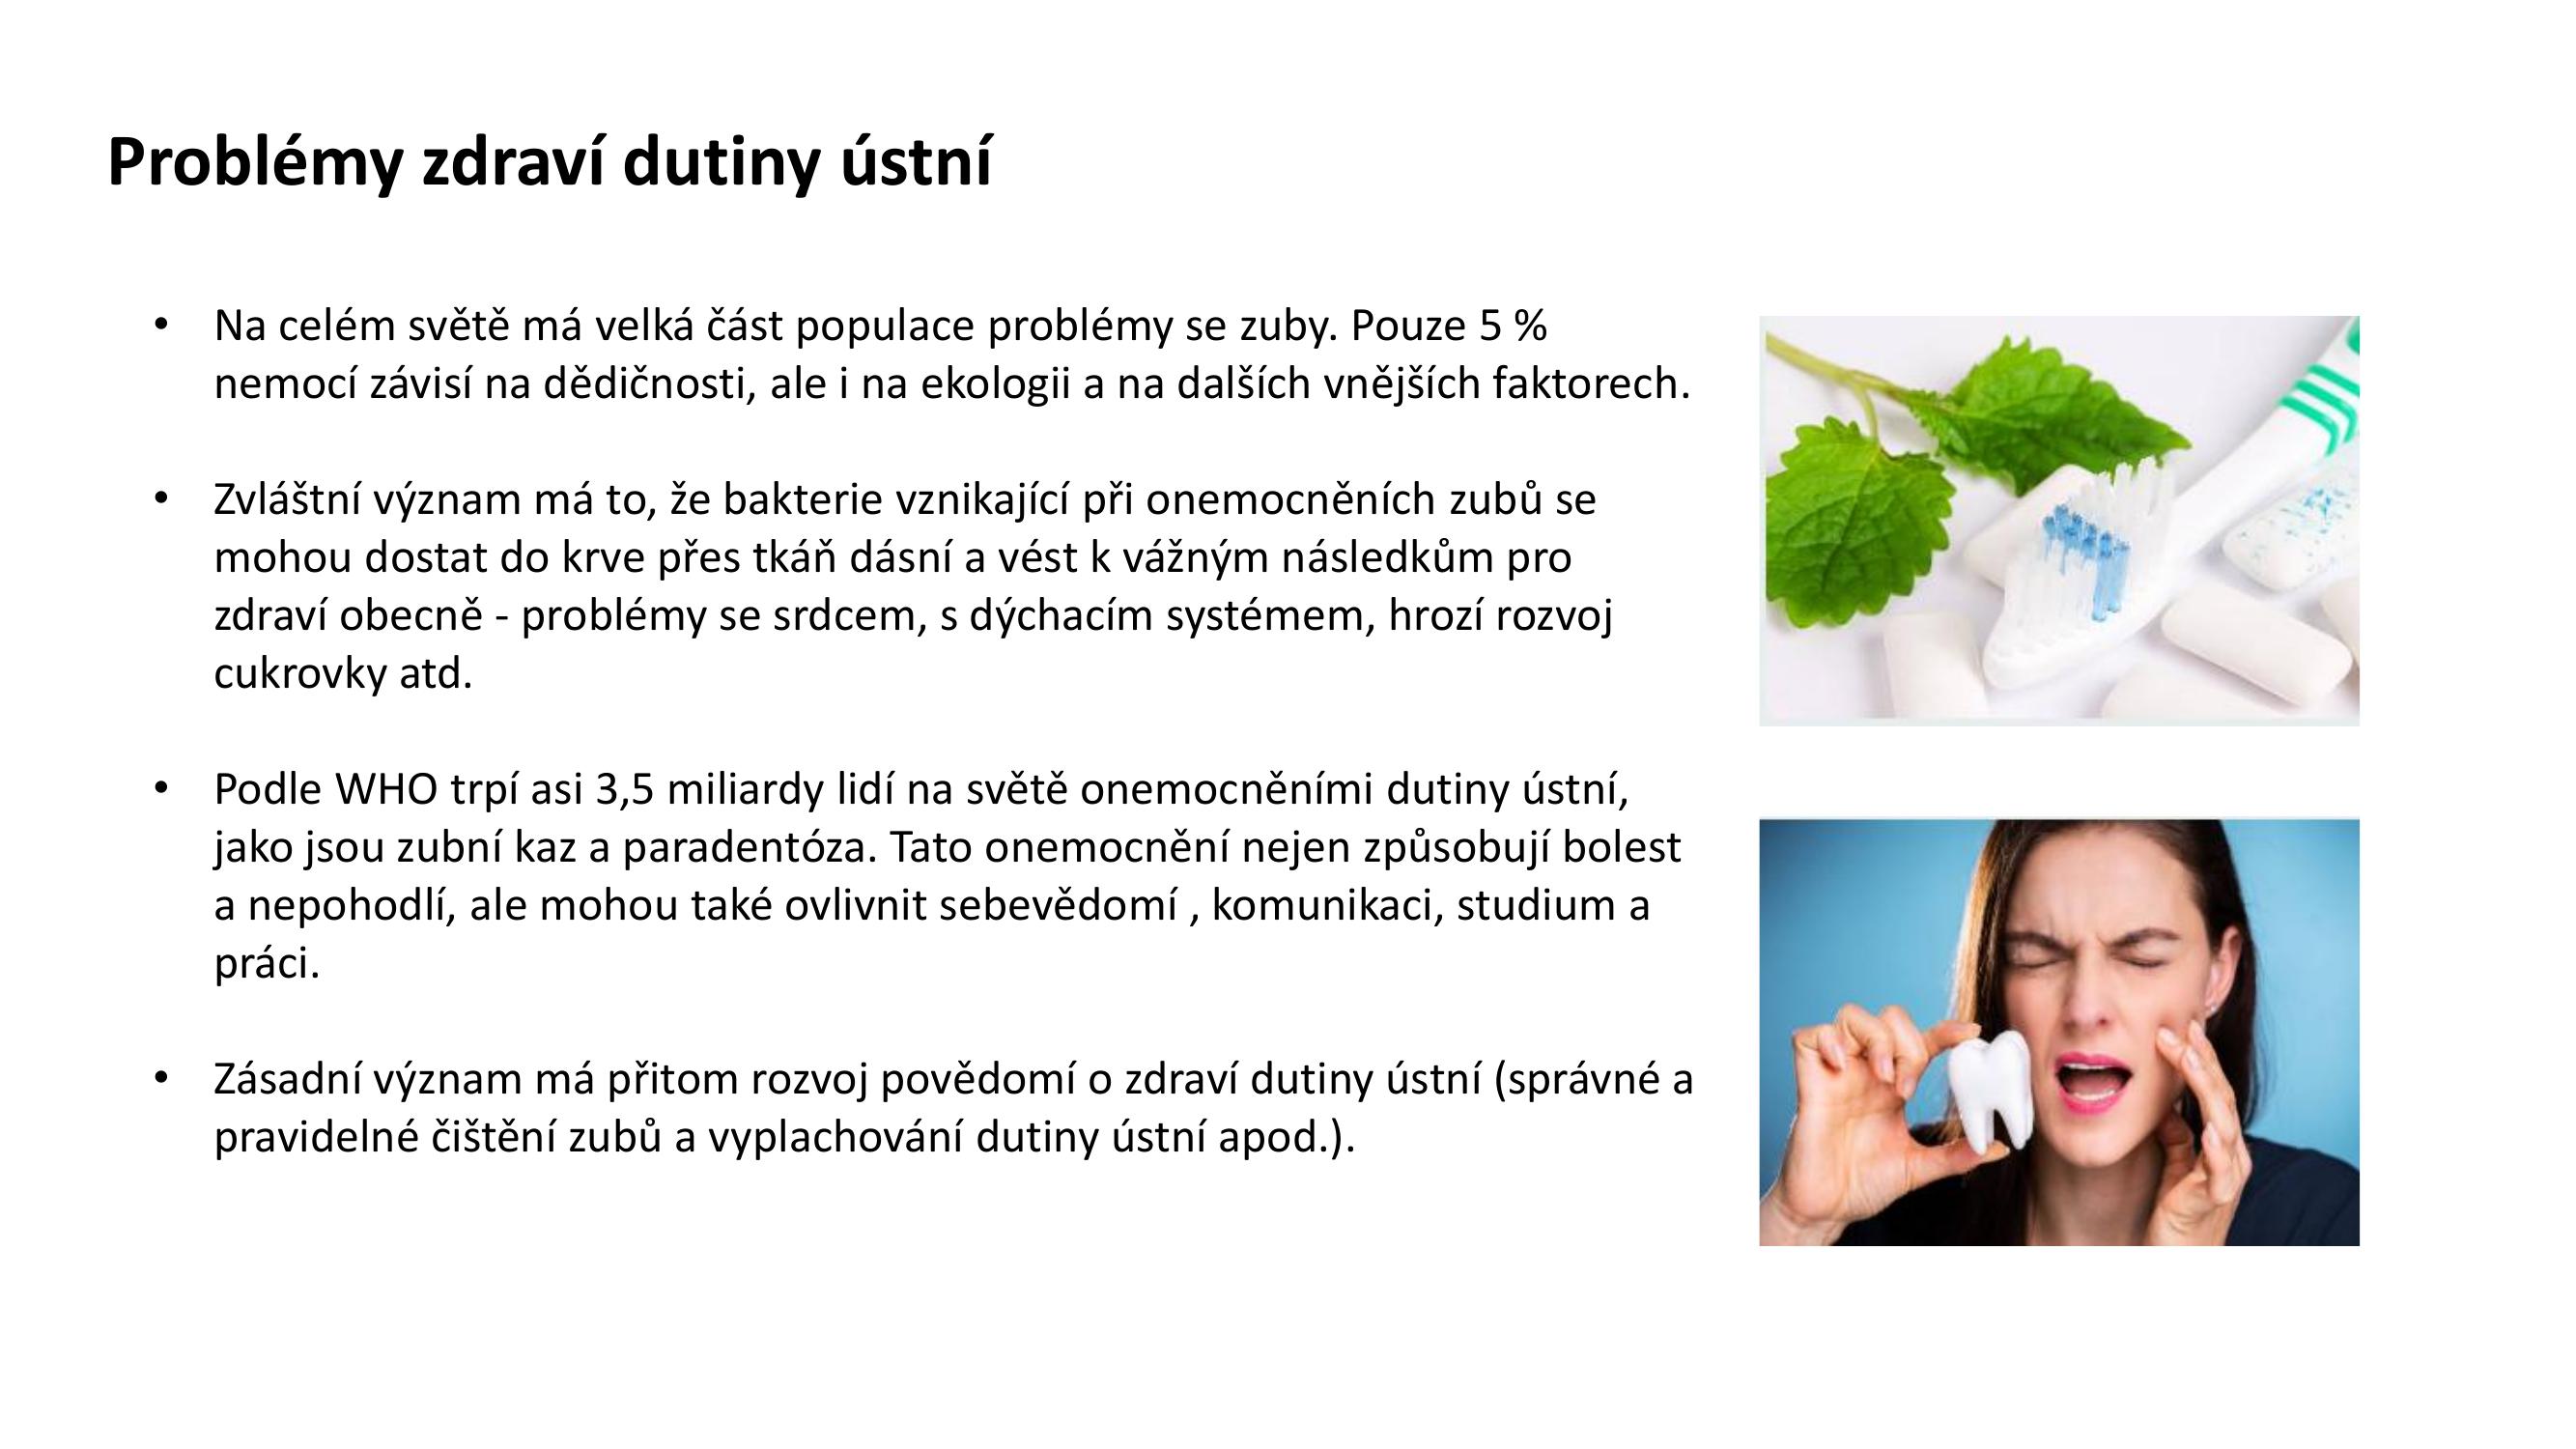 Problémy zdraví dutiny ústní
• Na celém světě má velká část populace problémy se zuby. Pouze 5 %
nemocí závisí na dědičnosti, ale i na ekologii a na dalších vnějších faktorech.
• Zvláštní význam má to, že bakterie vznikající při onemocněních zubů se
mohou dostat do krve přes tkáň dásní a vést k vážným následkům pro
zdraví obecně - problémy se srdcem, s dýchacím systémem, hrozí rozvoj
cukrovky atd.
• Podle WHO trpí asi 3,5 miliardy lidí na světě onemocněními dutiny ústní,
jako jsou zubní kaz a paradentóza. Tato onemocnění nejen způsobují bolest
a nepohodlí, ale mohou také ovlivnit sebevědomí , komunikaci, studium a
práci.
• Zásadní význam má přitom rozvoj povědomí o zdraví dutiny ústní (správné a
pravidelné čištění zubů a vyplachování dutiny ústní apod.).